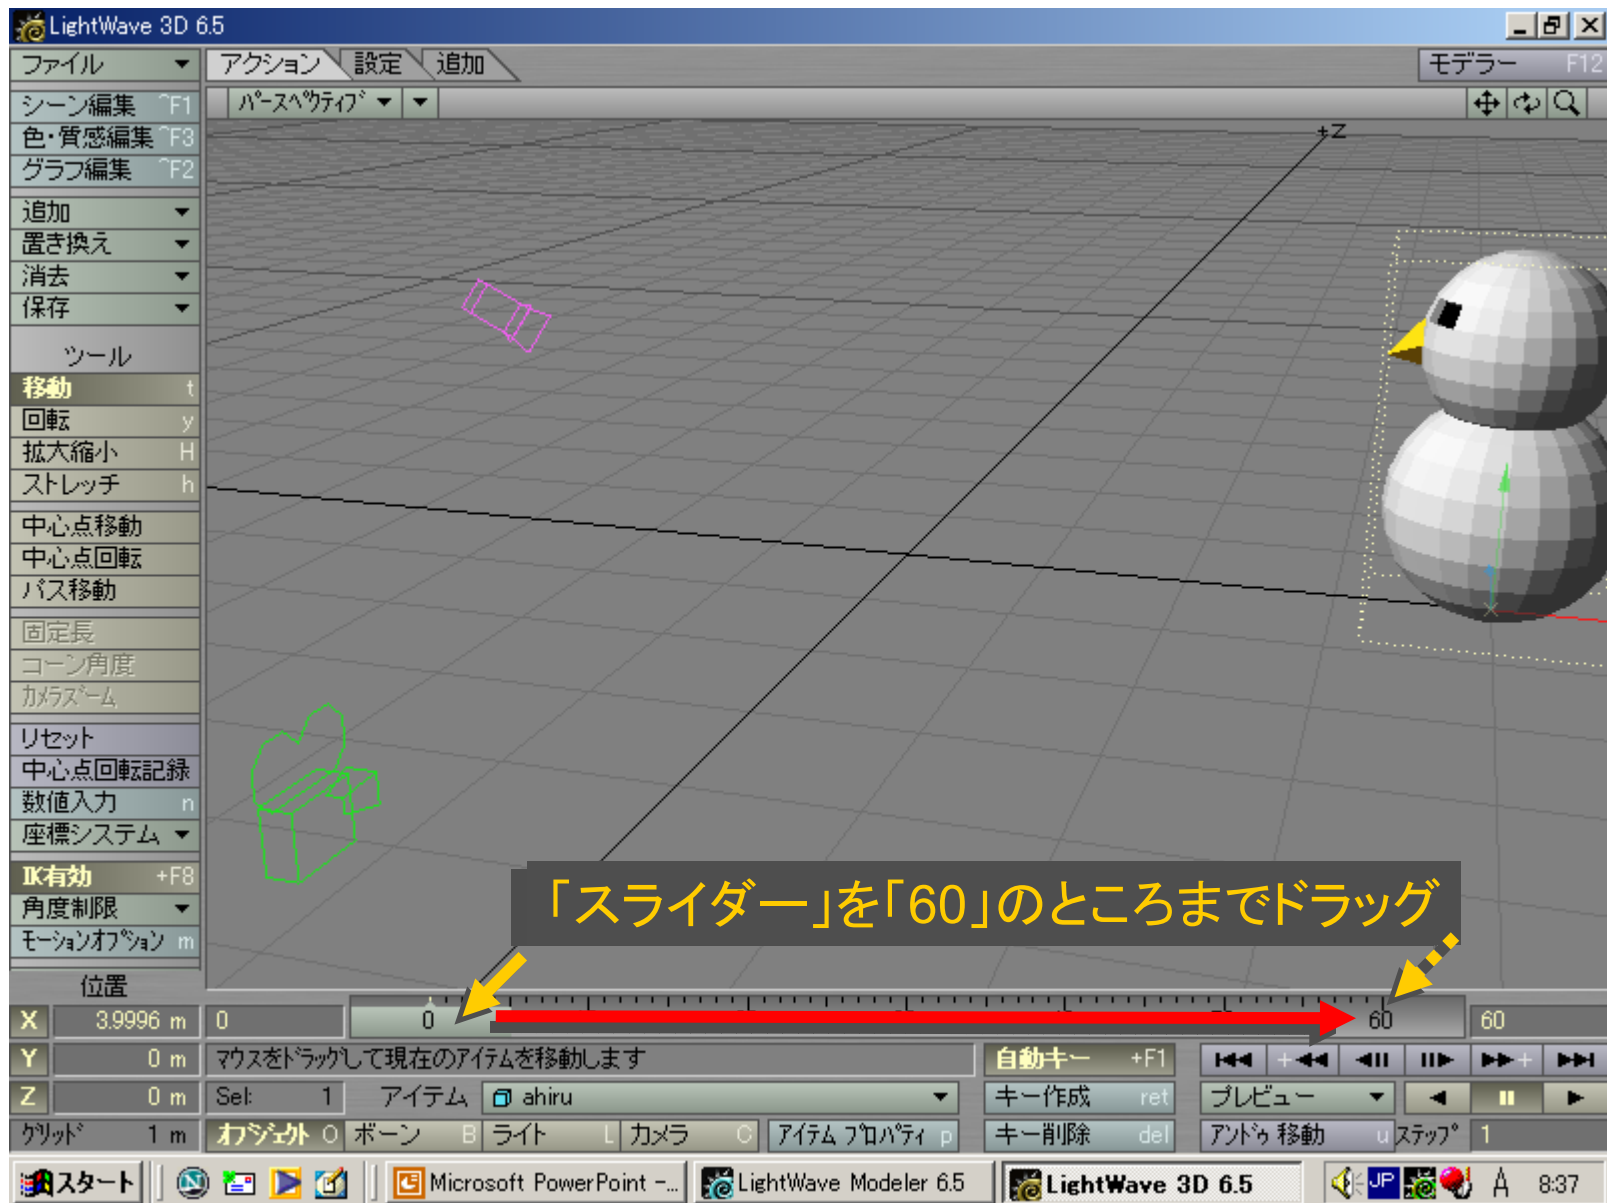 LightWave 3D 6.5
ファイル
アクション 設定 追加
モデラー F12
シーン編集 ^F1
パースペクティブ
色・質感編集 ^F3
+Z
グラフ編集 ^F2
追加
置き換え
消去
保存
ツール
移動 t
回転 y
拡大縮小 H
ストレッチ h
中心点移動
中心点回転
パス移動
固定長
コーン角度
カメラズーム
リセット
中心点回転記録
数値入力 n
座標システム
IK有効 +F8
角度制限
モーションオプション m
「スライダー」を「60」のところまでドラッグ
位置
X 3.9996 m 0 0 60 60
Y 0 m マウスをドラッグして現在のアイテムを移動します 自動キー +F1
Z 0 m Sel: 1 アイテム ahiru キー作成 ret プレビュー
グリッド 1 m オブジェクト O ボーン B ライト L カメラ C アイテム プロパティ p キー削除 del アンドゥ 移動 u ステップ 1
スタート Microsoft PowerPoint -... LightWave Modeler 6.5 LightWave 3D 6.5 JP A 8:37